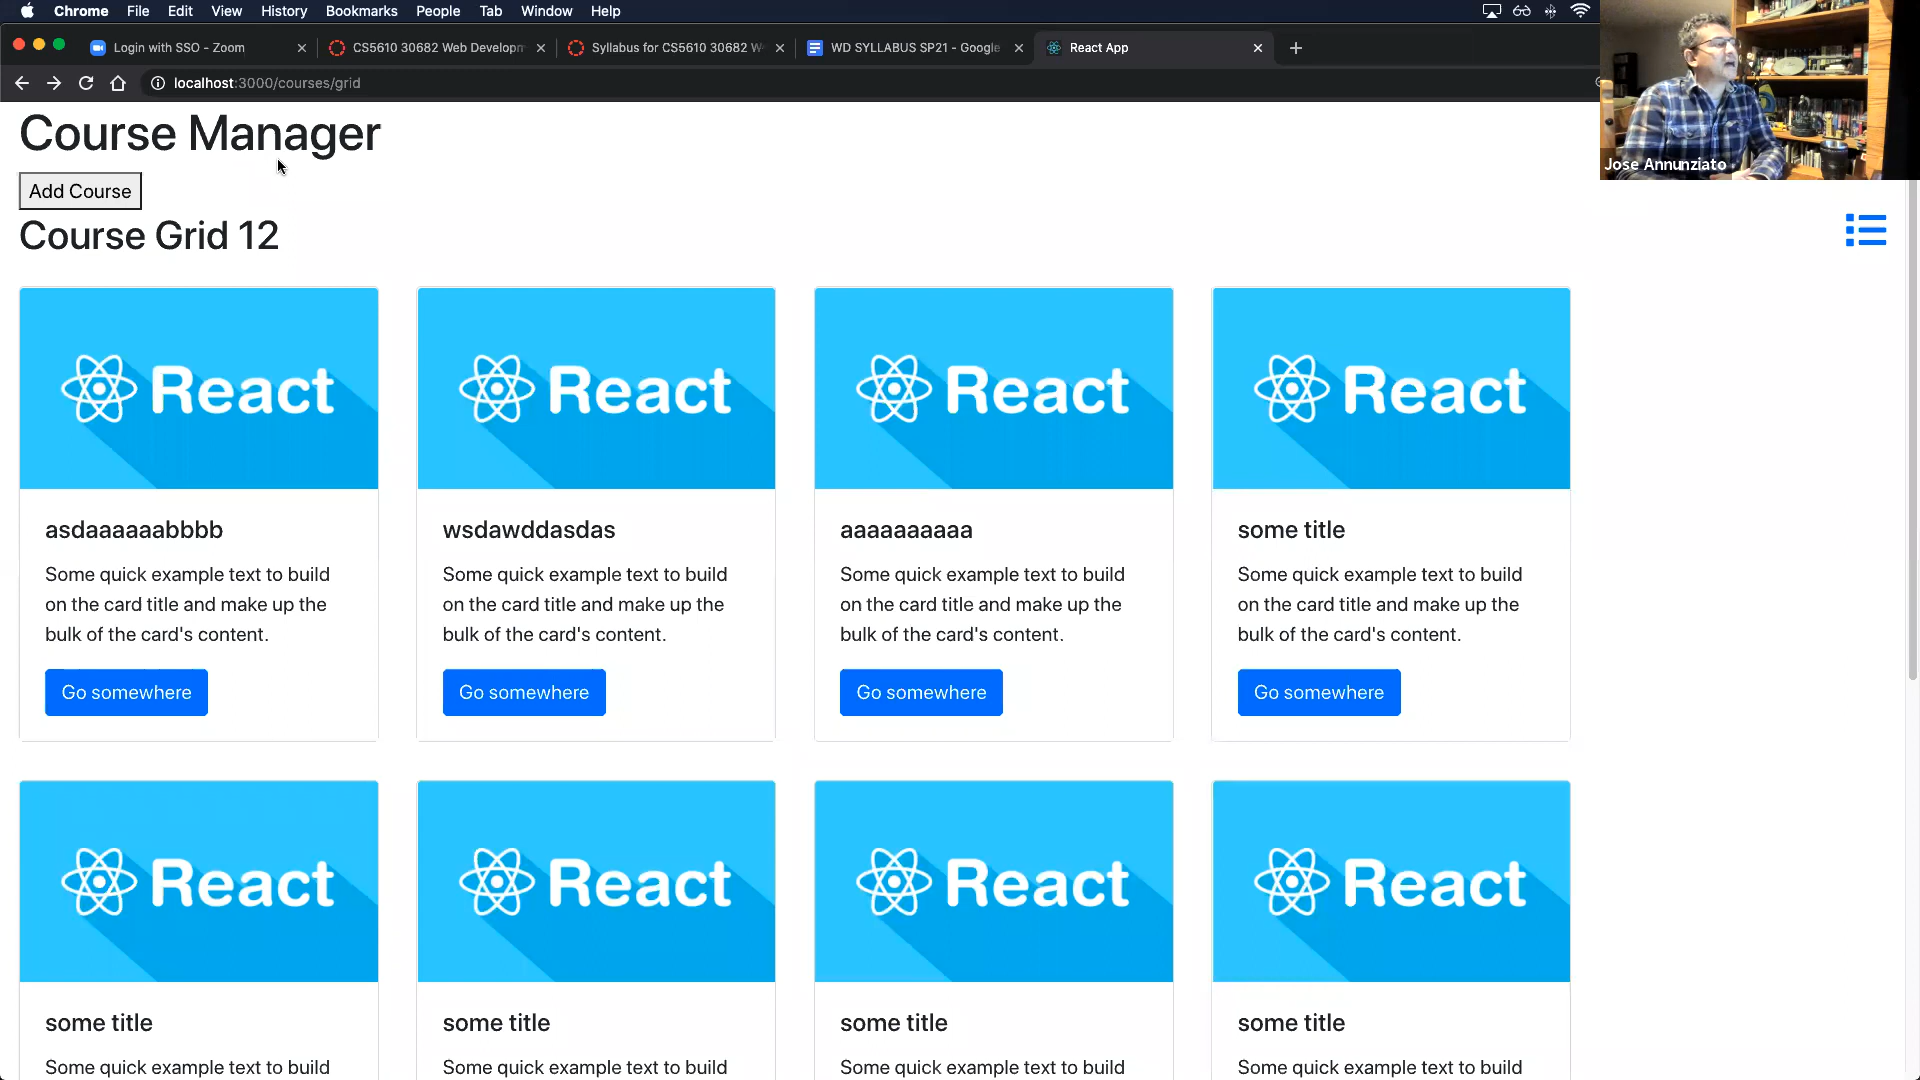 Chrome File Edit View History Bookmarks People Tab Window Help
Login with SSO - Zoom
CS5610 30682 Web Developm
Syllabus for CS5610 30682 W
WD SYLLABUS SP21 - Google
React App
localhost:3000/courses/grid
Jose Annunziato
Course Manager
Add Course
Course Grid 12
React React React React
asdaaaaaabbbb
Some quick example text to build
on the card title and make up the
bulk of the card's content.
Go somewhere
wsdawddasdas
Some quick example text to build
on the card title and make up the
bulk of the card's content.
Go somewhere
aaaaaaaaaa
Some quick example text to build
on the card title and make up the
bulk of the card's content.
Go somewhere
some title
Some quick example text to build
on the card title and make up the
bulk of the card's content.
Go somewhere
React React React React
some title
Some quick example text to build
some title
Some quick example text to build
some title
Some quick example text to build
some title
Some quick example text to build